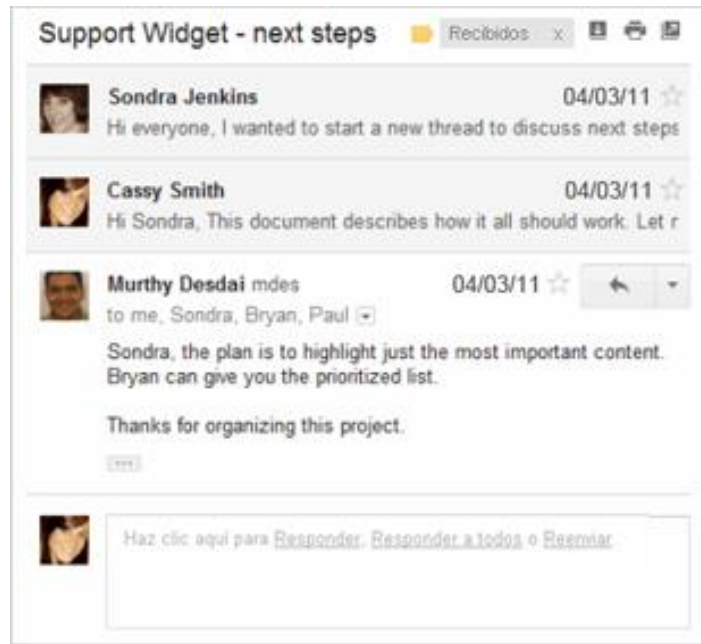 Support Widget - next steps Recibidos x
Sondra Jenkins 04/03/11
Hi everyone, I wanted to start a new thread to discuss next steps
Cassy Smith 04/03/11
Hi Sondra, This document describes how it all should work. Let r
Murthy Desdai mdes 04/03/11
to me, Sondra, Bryan, Paul
Sondra, the plan is to highlight just the most important content.
Bryan can give you the prioritized list.
Thanks for organizing this project.
Haz clic aquí para Responder, Responder a todos o Reenviar